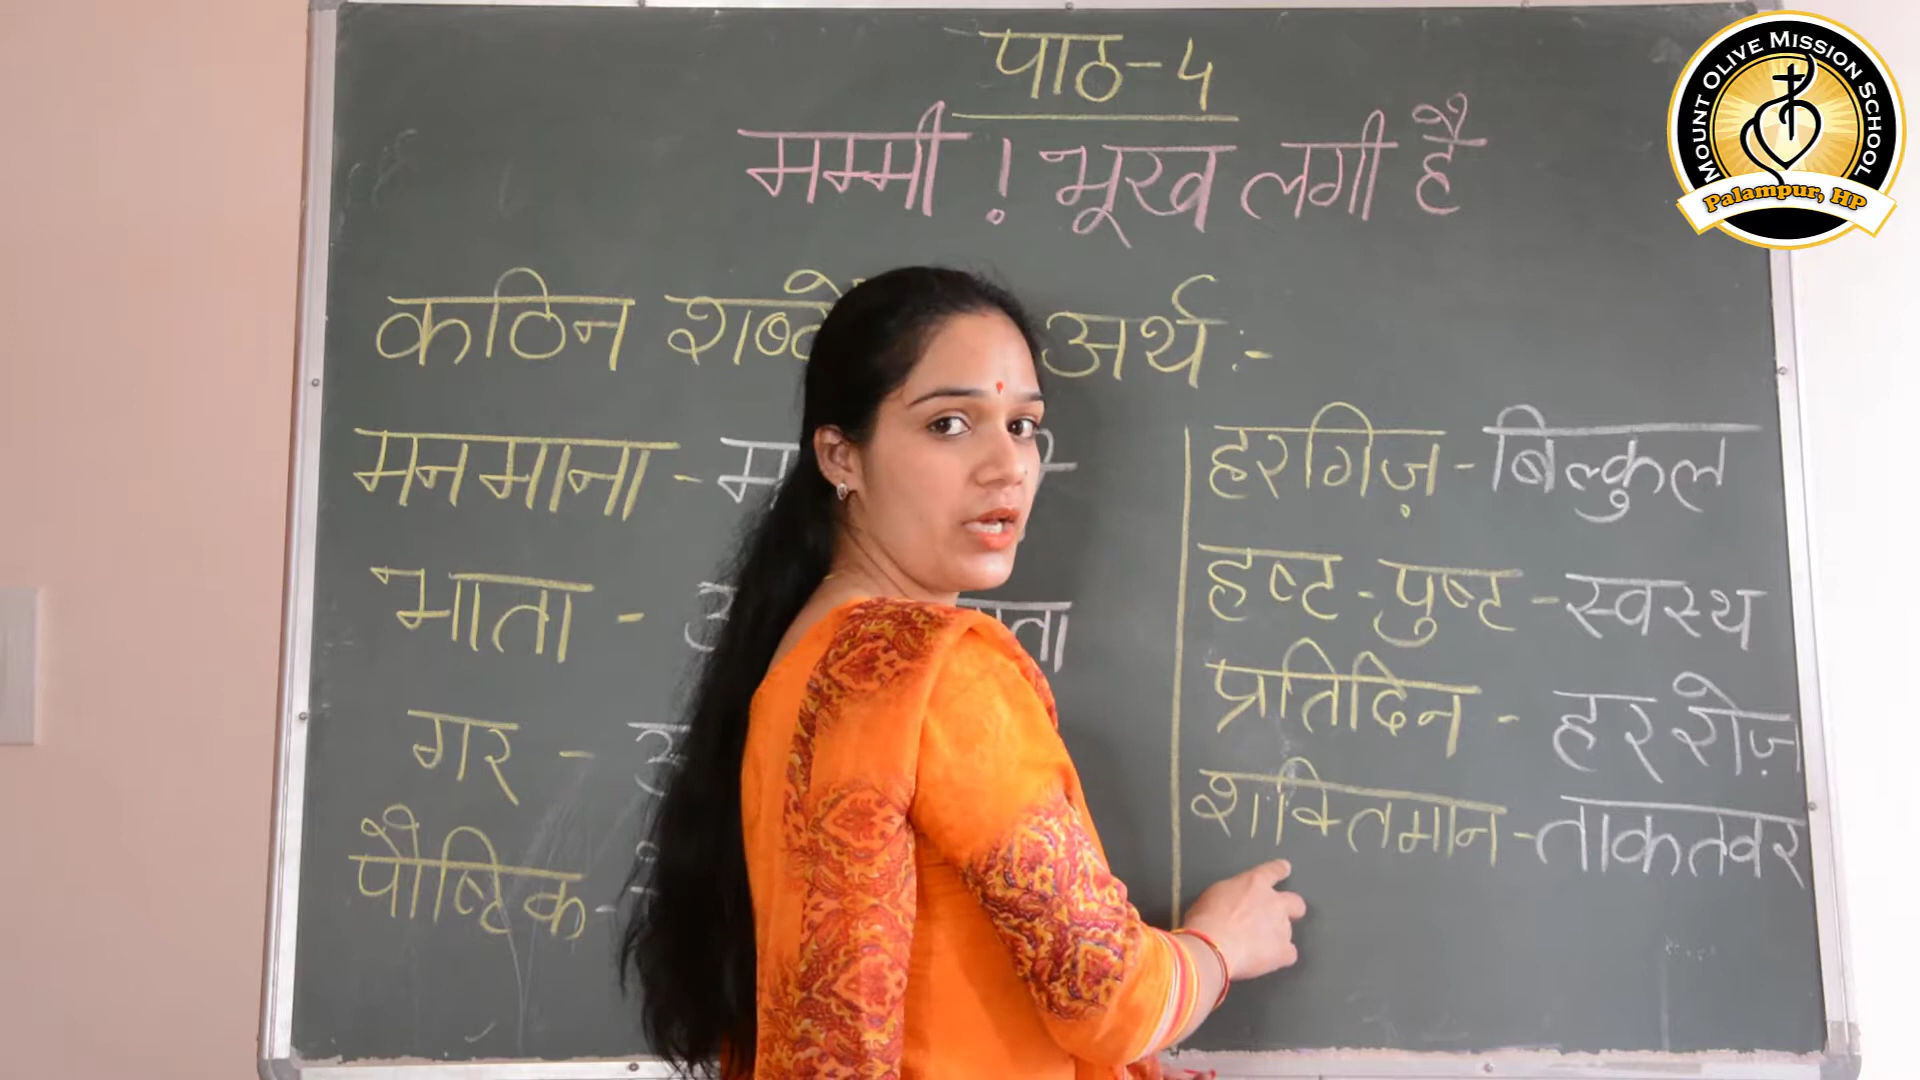 पाठ-५
मम्मी ! भूख लगी है
कठिन अर्थ :-
मनमाना -
भाता -
गर -
पौष्टिक -
हरगिज़ - बिल्कुल
हष्ट - पुष्ट - स्वस्थ
प्रतिदिन - हर रोज़
शक्तिमान - ताकतवर
MOUNT OLIVE MISSION SCHOOL
Palampur, HP